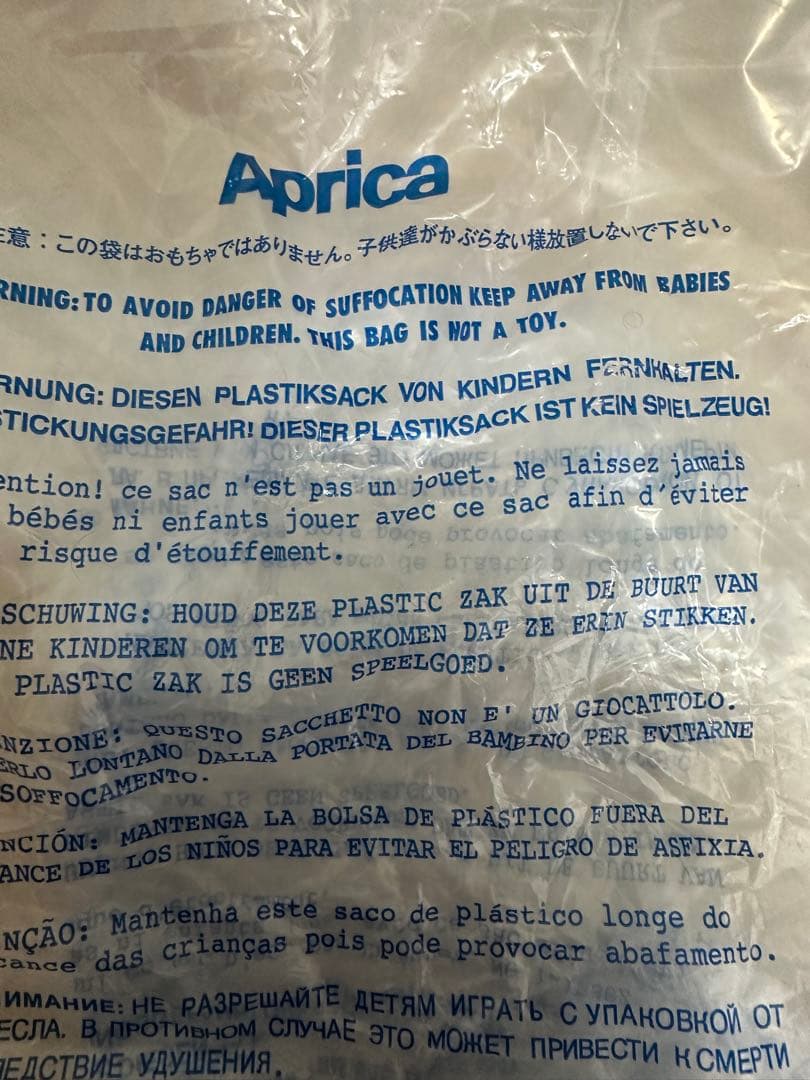 Aprica
意：この袋はおもちゃではありません。子供達がかぶらない様放置しないで下さい。
RNING: TO AVOID DANGER OF SUFFOCATION KEEP AWAY FROM BABIES
AND CHILDREN. THIS BAG IS NOT A TOY.
RNUNG: DIESEN PLASTIKSACK VON KINDERN FERNHALTEN.
STICKUNGSGEFAHR! DIESER PLASTIKSACK IST KEIN SPIELZEUG!
ention! ce sac n'est pas un jouet. Ne laissez jamais
bébés ni enfants jouer avec ce sac afin d'éviter
risque d'étouffement.
SCHUWING: HOUD DEZE PLASTIC ZAK UIT DE BUURT VAN
NE KINDEREN OM TE VOORKOMEN DAT ZE ERIN STIKKEN.
PLASTIC ZAK IS GEEN SPEELGOED.
NZIONE: QUESTO SACCHETTO NON E' UN GIOCATTOLO.
ERLO LONTANO DALLA PORTATA DEL BAMBINO PER EVITARNE
SOFFOCAMENTO.
NCIÓN: MANTENGA LA BOLSA DE PLÁSTICO FUERA DEL
ANCE DE LOS NIÑOS PARA EVITAR EL PELIGRO DE ASFIXIA.
NÇÃO: Mantenha este saco de plástico longe do
cance das crianças pois pode provocar abafamento.
ИМАНИЕ: НЕ РАЗРЕШАЙТЕ ДЕТЯМ ИГРАТЬ С УПАКОВКОЙ ОТ
ЕСЛА. В ПРОТИВНОМ СЛУЧАЕ ЭТО МОЖЕТ ПРИВЕСТИ К СМЕРТИ
ЛЕДСТВИЕ УДУШЕНИЯ.